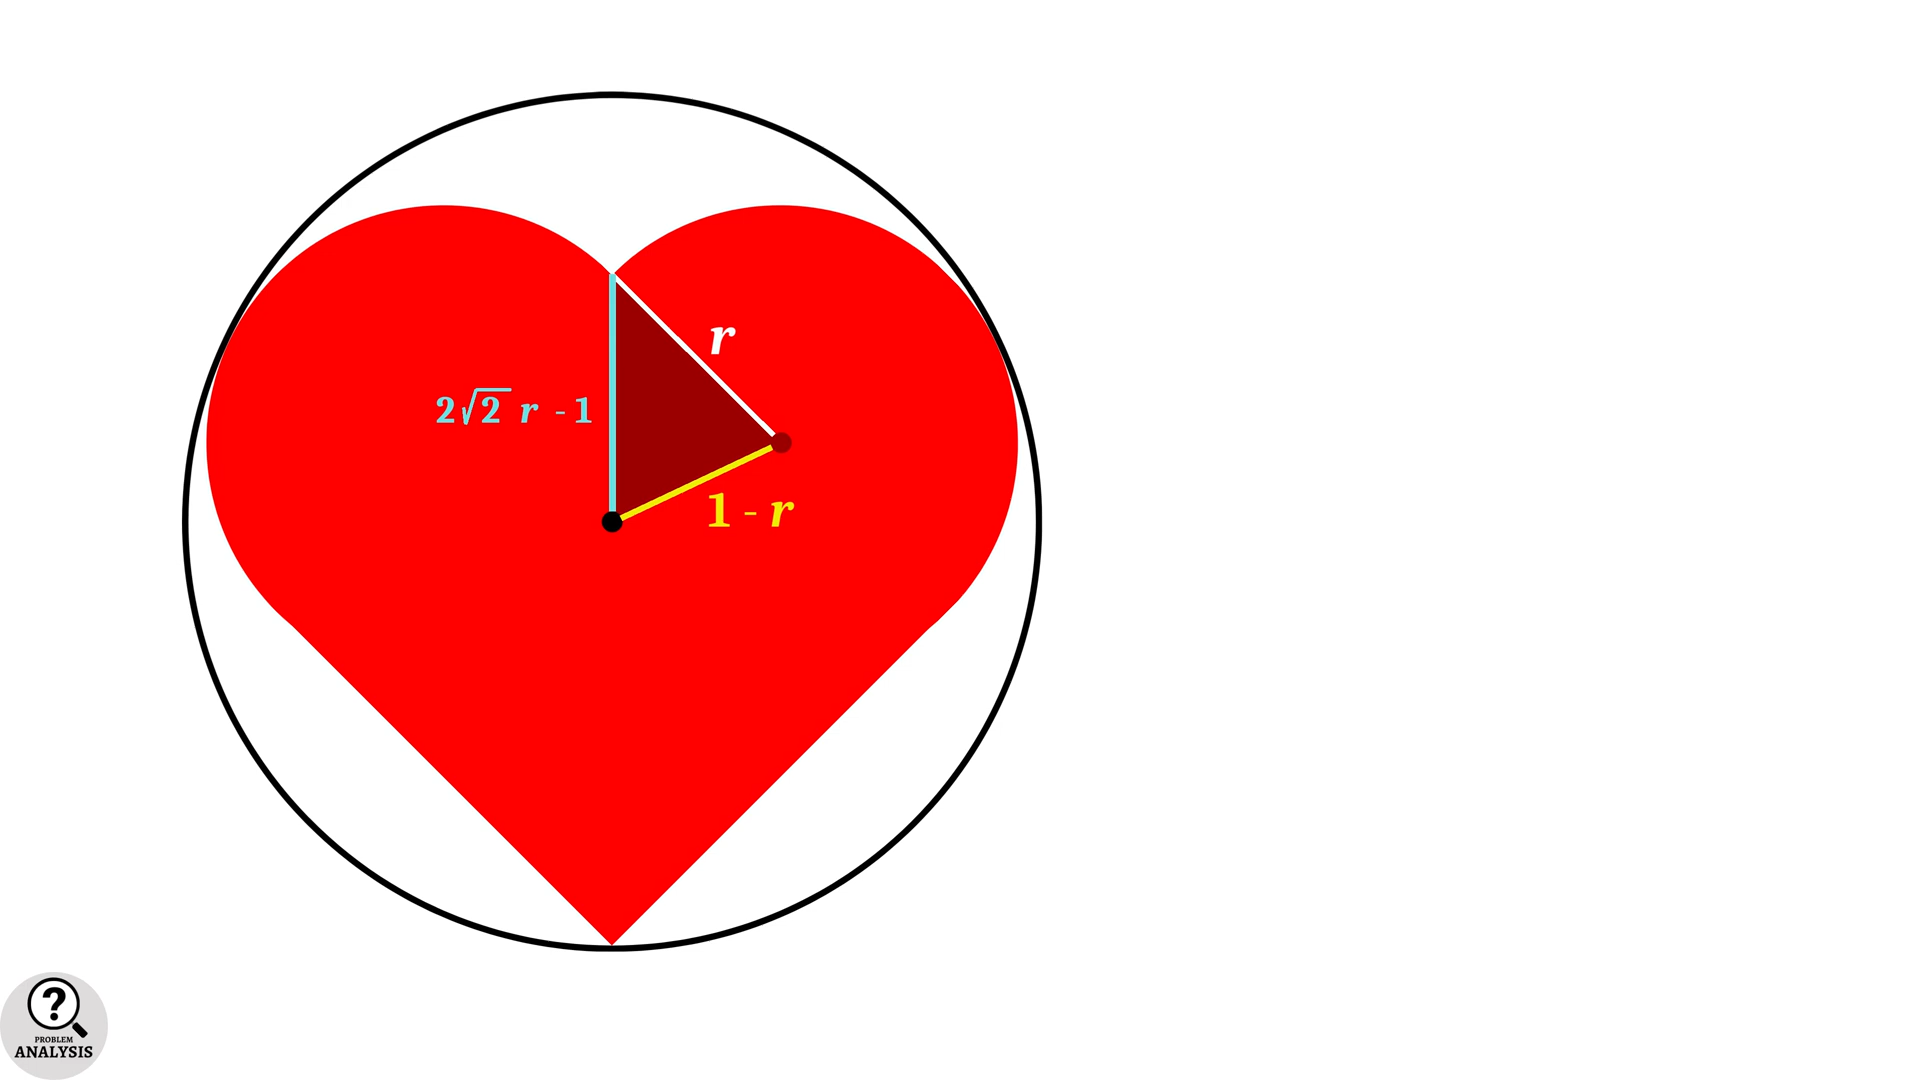 r
2√2 r - 1
1 - r
?
PROBLEM
ANALYSIS